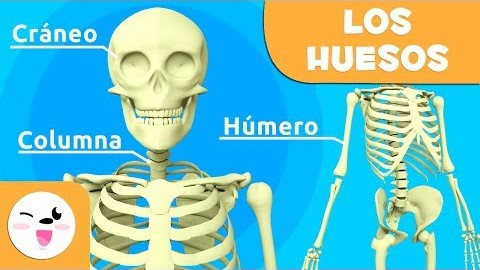 Cráneo
LOS
HUESOS
Columna
Húmero